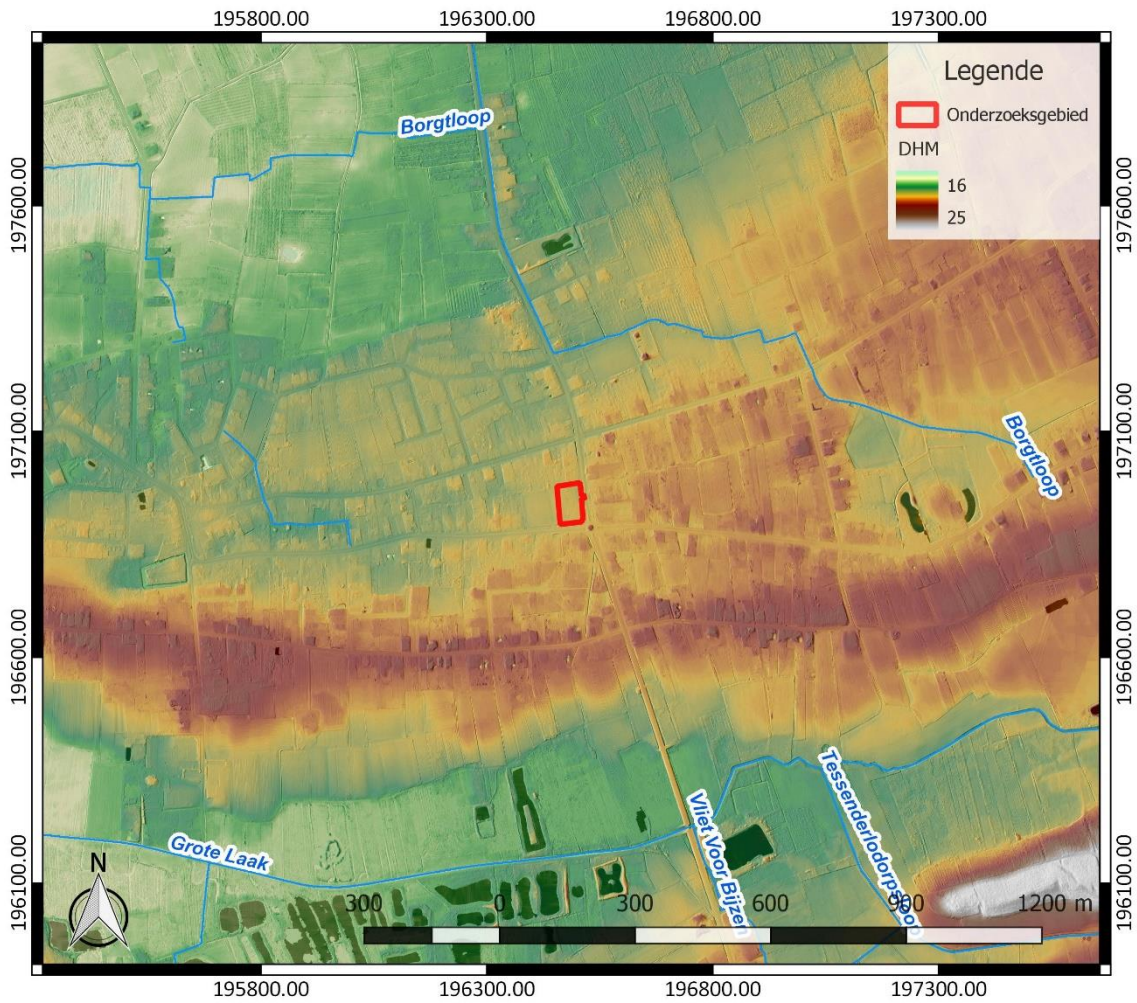 195800.00 196300.00 196800.00 197300.00
Legende
Onderzoeksgebied
DHM
16
25
Borgtloop
197600.00
197600.00
197100.00
197100.00
Borgtloop
196600.00
196600.00
Tessenderlodorpsloop
Vliet Voor Bijzen
Grote Laak
N
196100.00
196100.00
300 0 300 600 900 1200 m
195800.00 196300.00 196800.00 197300.00